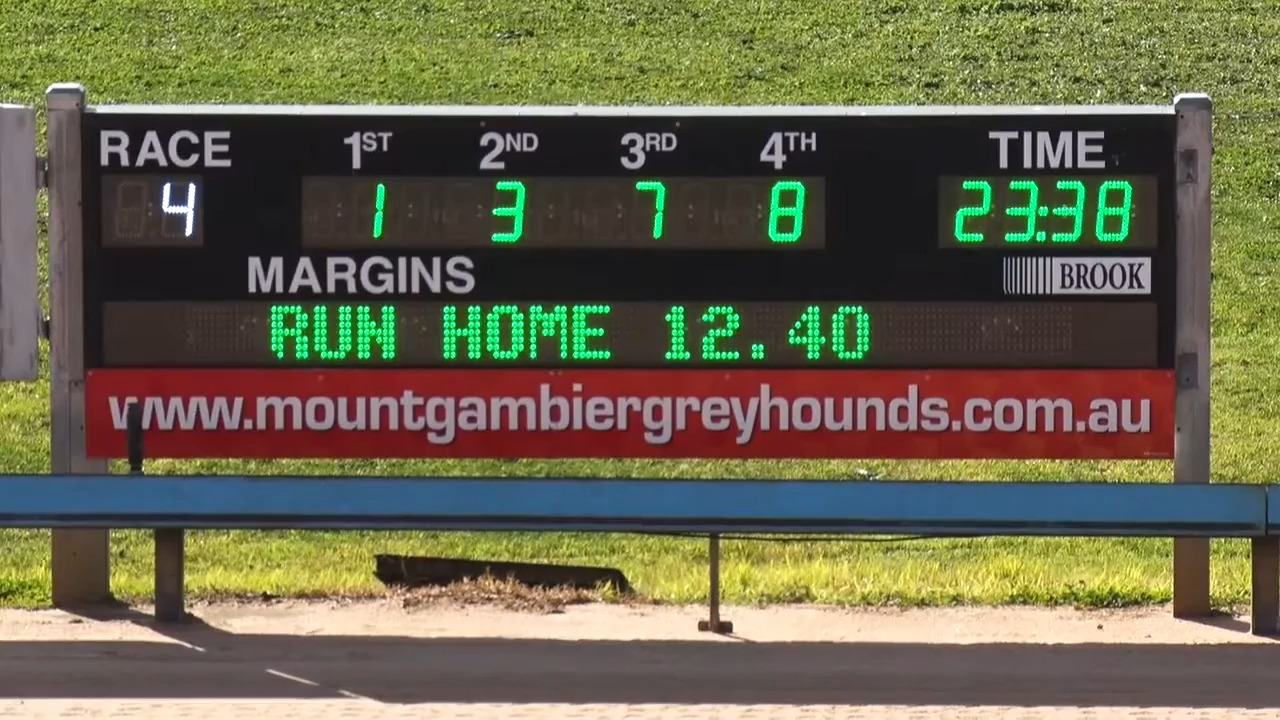 RACE 1ST 2ND 3RD 4TH TIME
4 1 3 7 8 23:38
MARGINS BROOK
RUN HOME 12.40
www.mountgambiergreyhounds.com.au